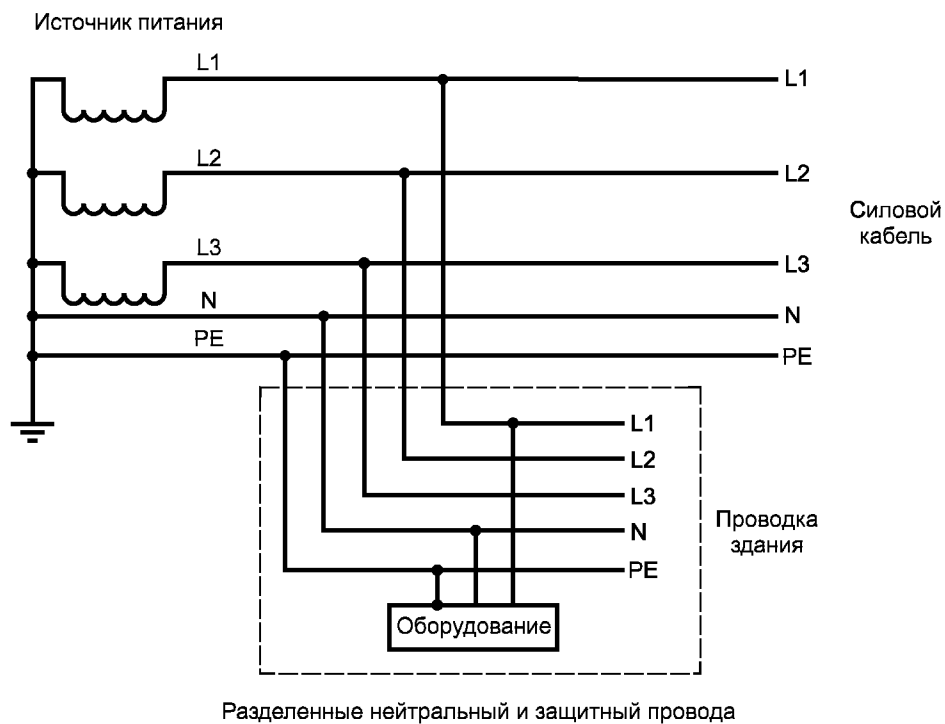 Источник питания
L1
L1
L2
L2
Силовой
кабель
L3
L3
N
N
PE
PE
L1
L2
L3
N
Проводка
здания
PE
Оборудование
Разделенные нейтральный и защитный провода